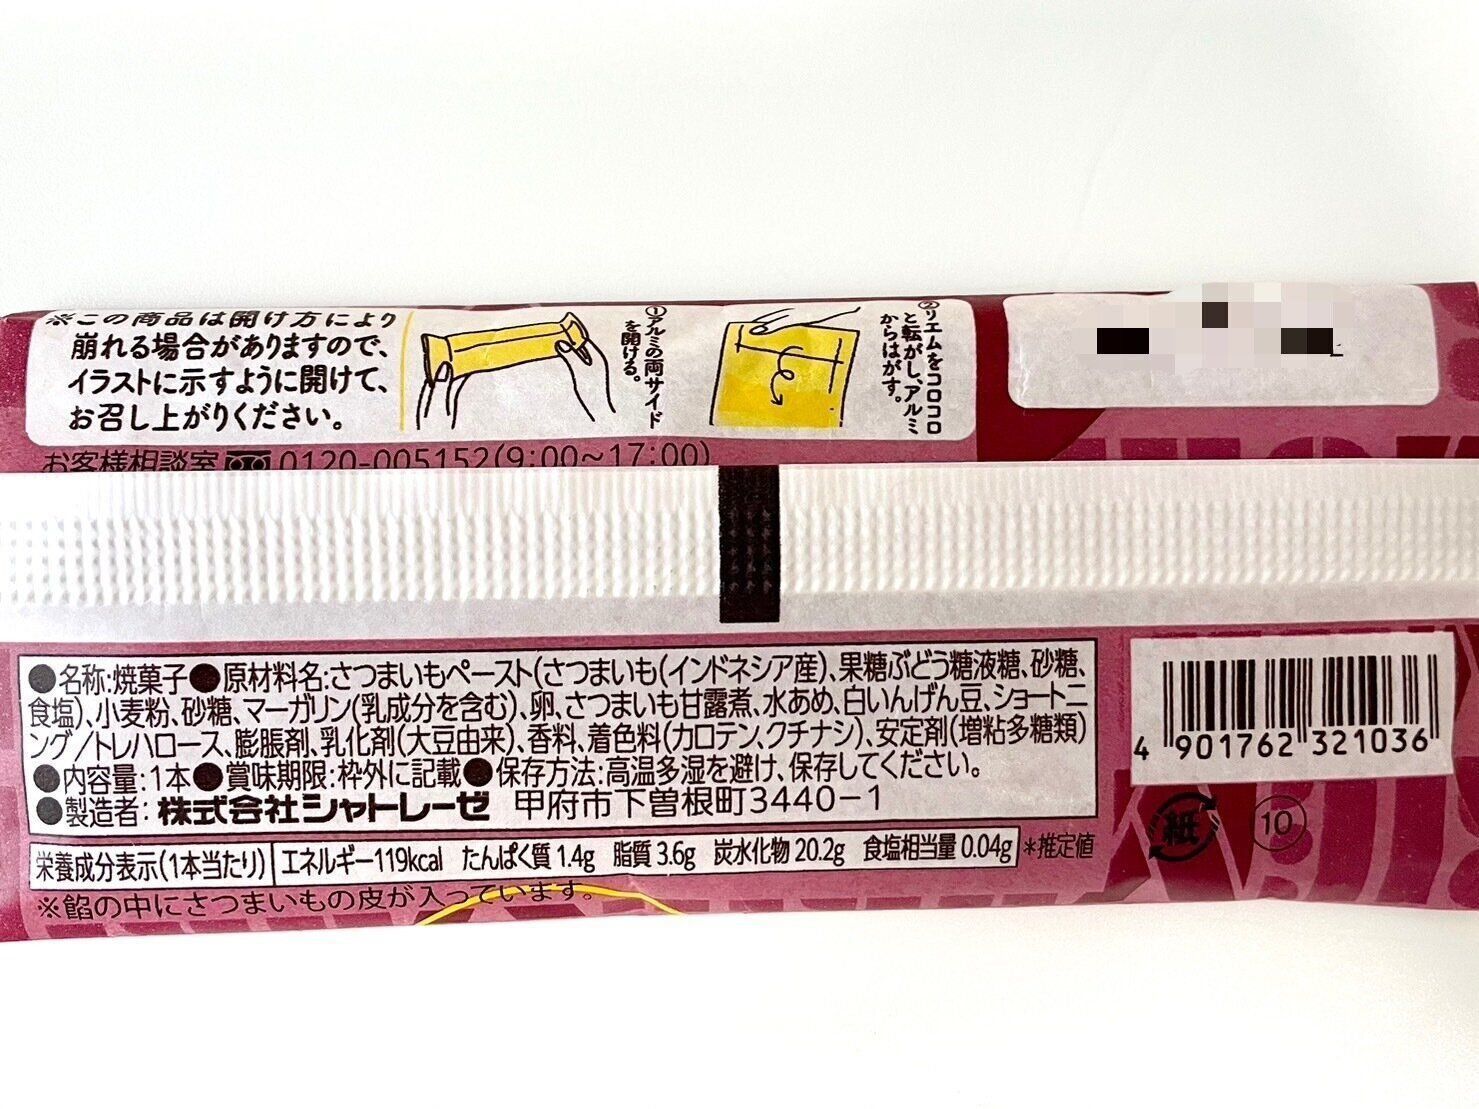 ※この商品は開け方により
崩れる場合がありますので、
イラストに示すように開けて、
お召し上がりください。
①アルミの両サイド
を開ける。
②リエムをコロコロ
と転がし、アルミ
からはがす。
お客様相談室 0120-005152(9:00~17:00)
●名称:焼菓子●原材料名:さつまいもペースト(さつまいも(インドネシア産)、果糖ぶどう糖液糖、砂糖、
食塩)、小麦粉、砂糖、マーガリン(乳成分を含む)、卵、さつまいも甘露煮、水あめ、白いんげん豆、ショートニ
ング/トレハロース、膨脹剤、乳化剤(大豆由来)、香料、着色料(カロテン、クチナシ)、安定剤(増粘多糖類)
●内容量:1本●賞味期限:枠外に記載●保存方法:高温多湿を避け、保存してください。
●製造者:株式会社シャトレーゼ 甲府市下曽根町3440-1
栄養成分表示(1本当たり) エネルギー119kcal たんぱく質1.4g 脂質3.6g 炭水化物20.2g 食塩相当量0.04g *推定値
※餡の中にさつまいもの皮が入っています。
4 901762 321036
紙 10